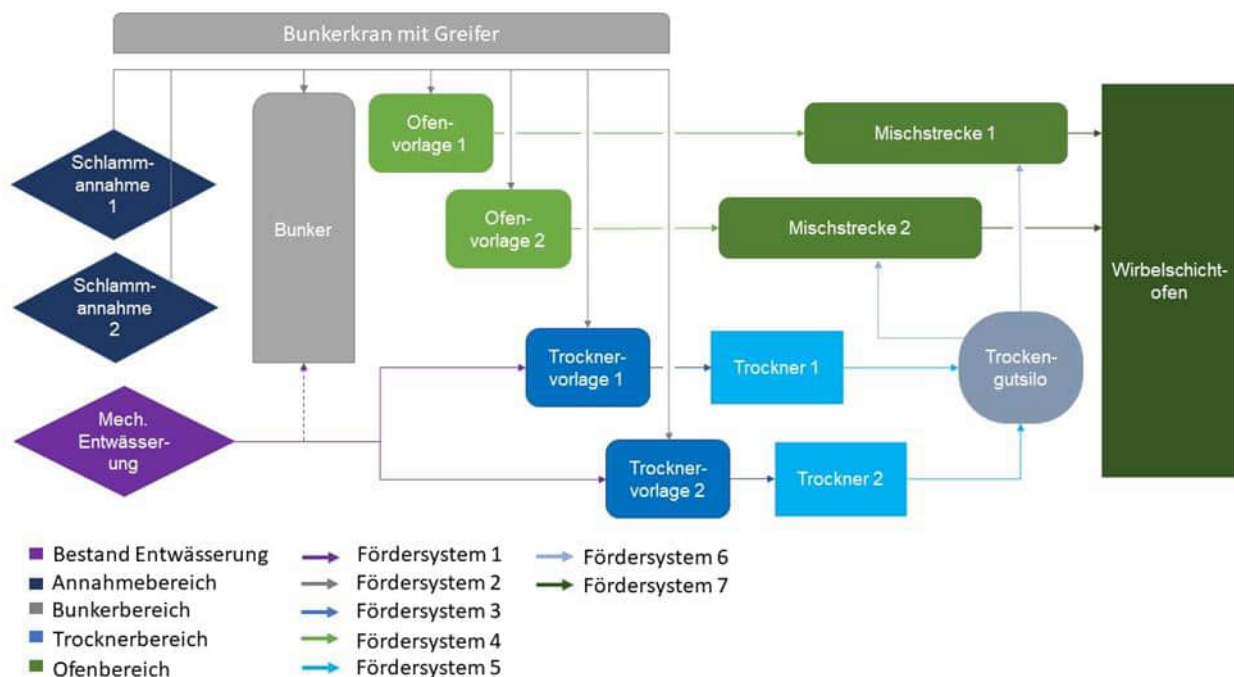 Bunkerkran mit Greifer
Schlamm-
annahme
1
Schlamm-
annahme
2
Mech.
Entwässer-
ung
Bunker
Ofen-
vorlage 1
Ofen-
vorlage 2
Trockner-
vorlage 1
Trockner-
vorlage 2
Mischstrecke 1
Mischstrecke 2
Trockner 1
Trockner 2
Trocken-
gutsilo
Wirbelschicht-
ofen
Bestand Entwässerung
Annahmebereich
Bunkerbereich
Trocknerbereich
Ofenbereich
Fördersystem 1
Fördersystem 2
Fördersystem 3
Fördersystem 4
Fördersystem 5
Fördersystem 6
Fördersystem 7